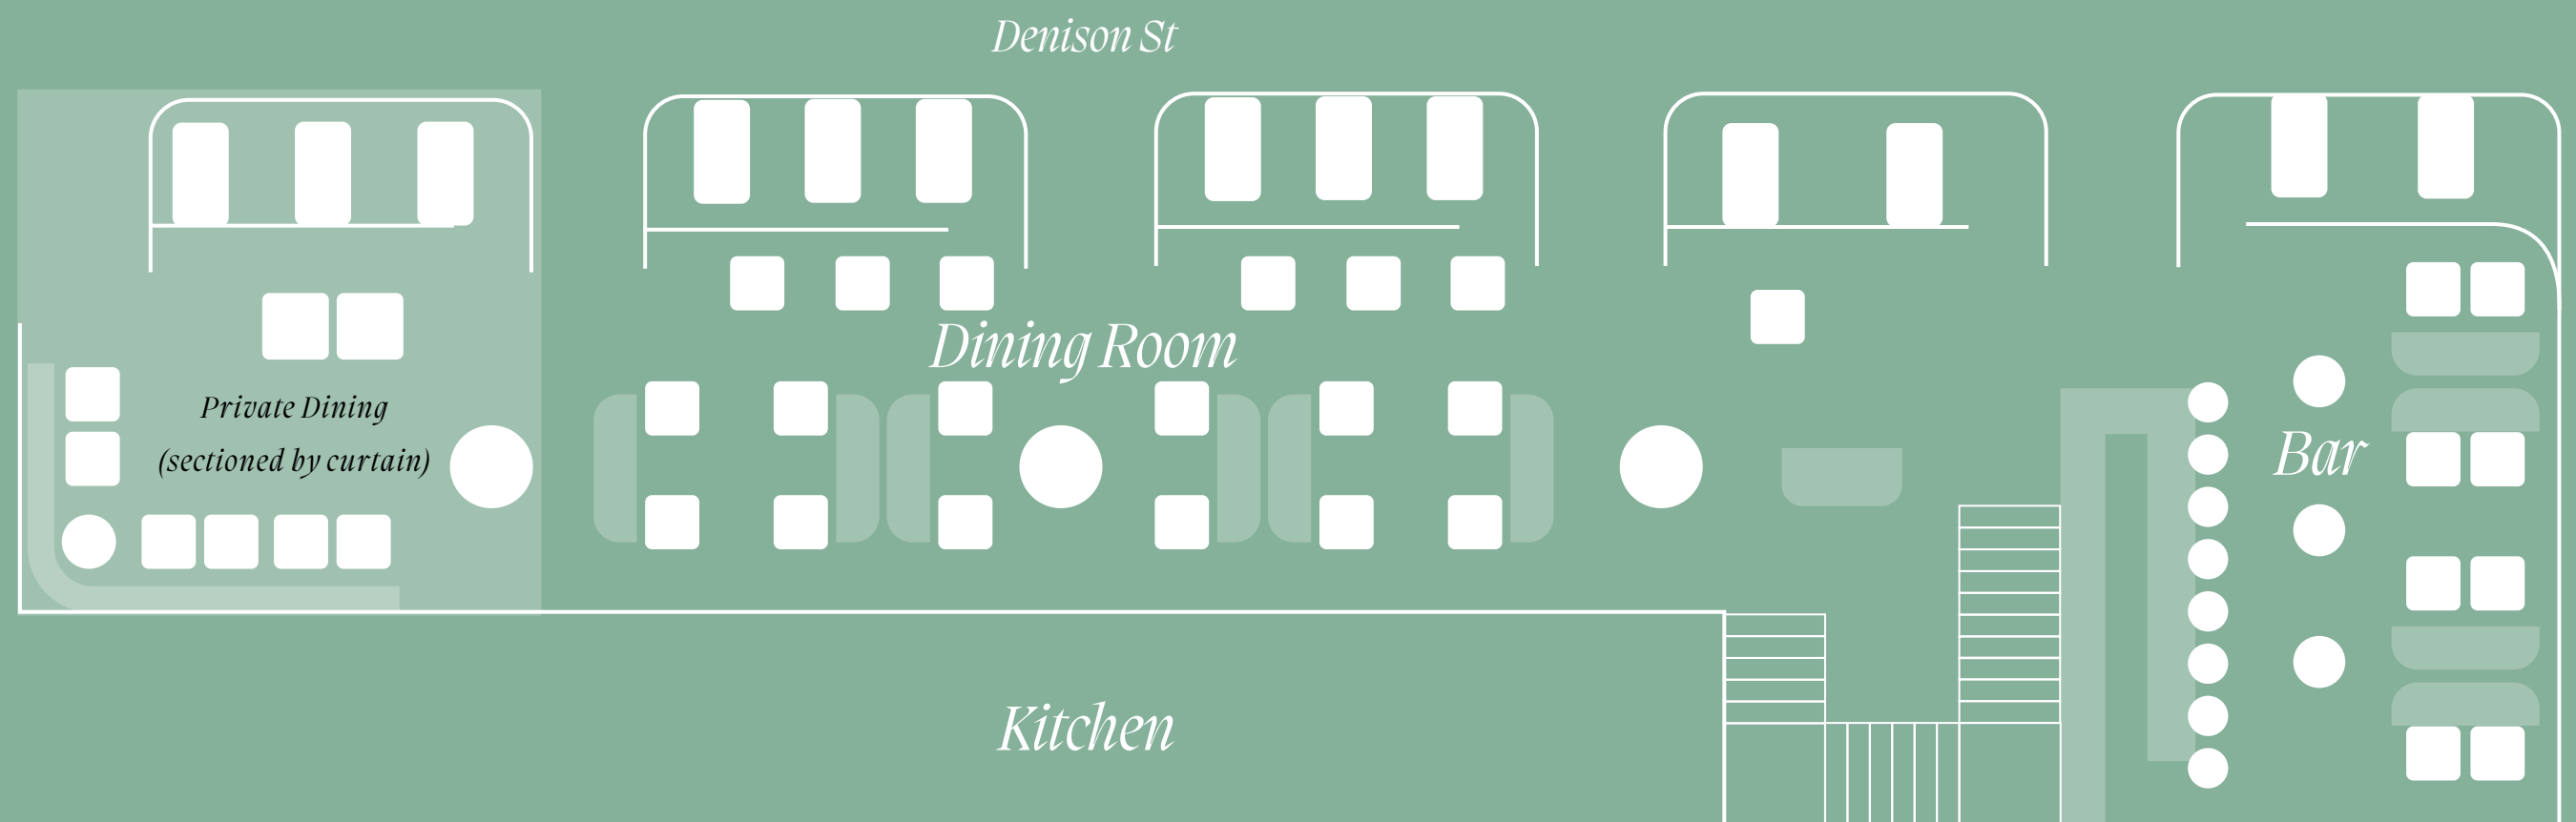 Denison St
Dining Room
Private Dining
(sectioned by curtain)
Bar
Kitchen